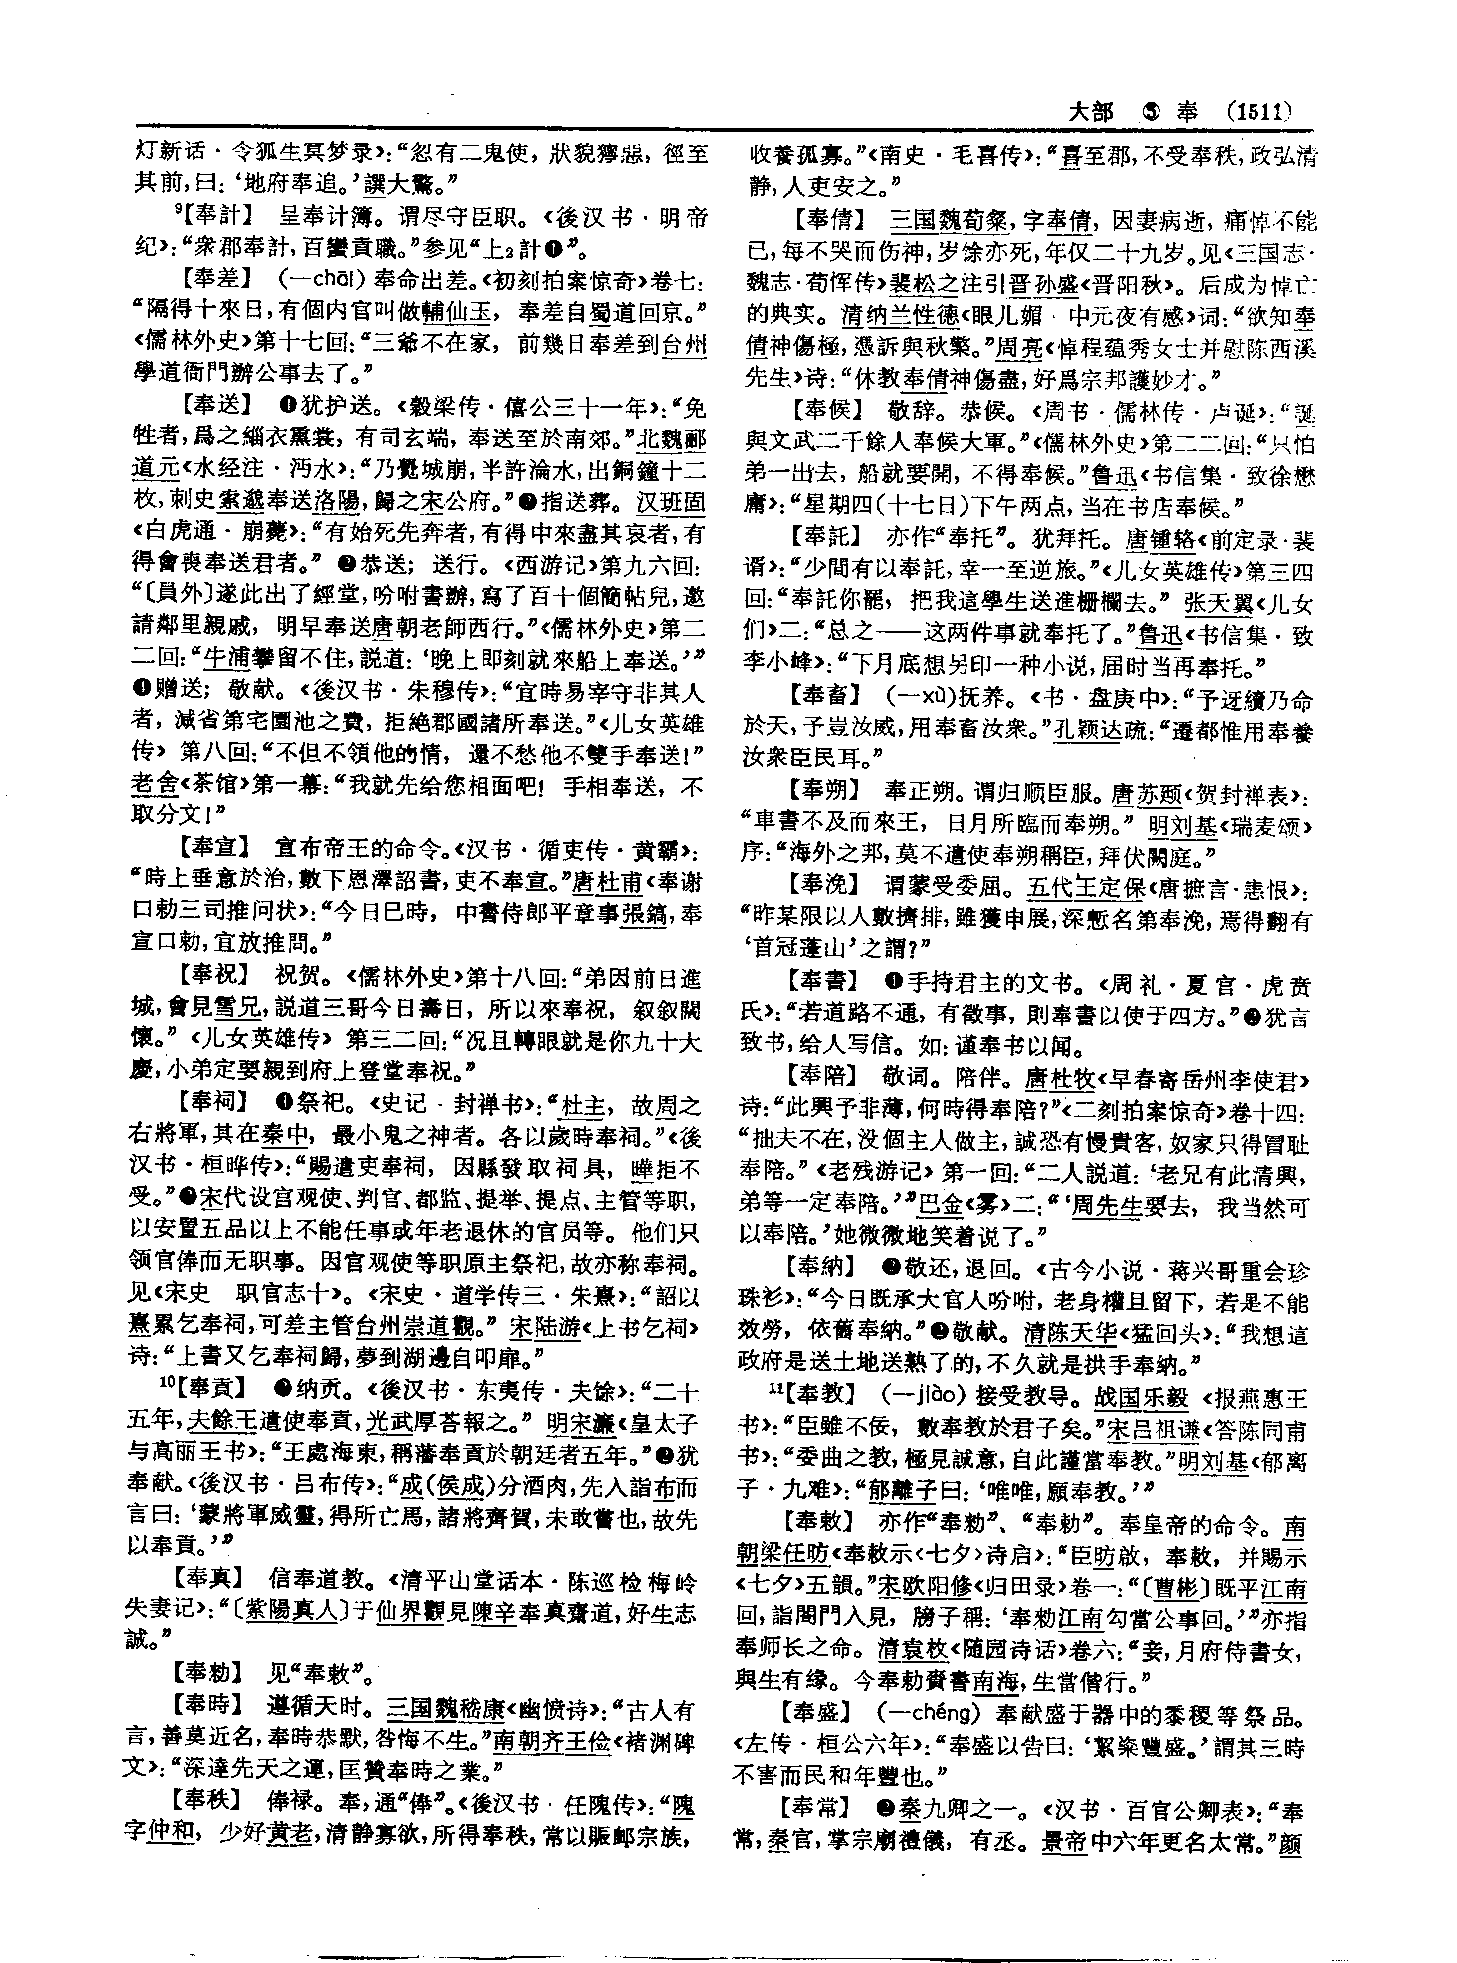 大部 ⑤ 奉 (1511)
灯新话·令狐生冥梦录》：“忽有二鬼使，狀貌獰惡，徑至
其前，曰：‘地府奉追。’譔大驚。”
⁹【奉計】 呈奉计簿。谓尽守臣职。《後汉书·明帝
纪》：“衆郡奉計，百蠻貢職。”参见“上₂計❶”。
【奉差】 （—chāi）奉命出差。《初刻拍案惊奇》卷七：
“隔得十來日，有個内官叫做輔仙玉，奉差自蜀道回京。”
《儒林外史》第十七回：“三爺不在家，前幾日奉差到台州
學道衙門辦公事去了。”
【奉送】 ❶犹护送。《穀梁传·僖公三十一年》：“免
牲者，爲之緇衣熏裳，有司玄端，奉送至於南郊。”北魏郦
道元《水经注·沔水》：“乃覺城崩，半許淪水，出銅鐘十二
枚，刺史索邈奉送洛陽，歸之宋公府。”❷指送葬。汉班固
《白虎通·崩薨》：“有始死先奔者，有得中來盡其哀者，有
得會喪奉送君者。” ❸恭送；送行。《西游记》第九六回：
“〔員外〕遂此出了經堂，吩咐書辦，寫了百十個簡帖兒，邀
請鄰里親戚，明早奉送唐朝老師西行。”《儒林外史》第二
二回：“牛浦攀留不住，説道：‘晚上即刻就來船上奉送。’”
❹赠送；敬献。《後汉书·朱穆传》：“宜時易宰守非其人
者，減省第宅園池之費，拒絶郡國諸所奉送。”《儿女英雄
传》第八回：“不但不領他的情，還不愁他不雙手奉送！”
老舍《茶馆》第一幕：“我就先给您相面吧！手相奉送，不
取分文！”
【奉宣】 宣布帝王的命令。《汉书·循吏传·黄霸》：
“時上垂意於治，數下恩澤詔書，吏不奉宣。”唐杜甫《奉谢
口勅三司推问状》：“今日巳時，中書侍郎平章事張鎬，奉
宣口勅，宜放推問。”
【奉祝】 祝贺。《儒林外史》第十八回：“弟因前日進
城，會見雪兄，説道三哥今日壽日，所以來奉祝，叙叙闊
懷。”《儿女英雄传》第三二回：“况且轉眼就是你九十大
慶，小弟定要親到府上登堂奉祝。”
【奉祠】 ❶祭祀。《史记·封禅书》：“杜主，故周之
右將軍，其在秦中，最小鬼之神者。各以歲時奉祠。”《後
汉书·桓晔传》：“賜遣吏奉祠，因縣發取祠具，曄拒不
受。”❷宋代设宫观使、判官、都监、提举、提点、主管等职，
以安置五品以上不能任事或年老退休的官员等。他们只
领官俸而无职事。因宫观使等职原主祭祀，故亦称奉祠。
见《宋史 职官志十》。《宋史·道学传三·朱熹》：“詔以
熹累乞奉祠，可差主管台州崇道觀。” 宋陆游《上书乞祠》
诗：“上書又乞奉祠歸，夢到湖邊自叩扉。”
¹⁰【奉貢】 ❶纳贡。《後汉书·东夷传·夫馀》：“二十
五年，夫餘王遣使奉貢，光武厚荅報之。” 明宋濂《皇太子
与高丽王书》：“王處海東，稱藩奉貢於朝廷者五年。”❷犹
奉献。《後汉书·吕布传》：“成（侯成）分酒肉，先入詣布而
言曰：‘蒙將軍威靈，得所亡馬，諸將齊賀，未敢嘗也，故先
以奉貢。’”
【奉真】 信奉道教。《清平山堂话本·陈巡检梅岭
失妻记》：“〔紫陽真人〕于仙界觀見陳辛奉真齋道，好生志
誠。”
【奉勑】 见“奉敕”。
【奉時】 遵循天时。三国魏嵇康《幽愤诗》：“古人有
言，善莫近名，奉時恭默，咎悔不生。”南朝齐王俭《褚渊碑
文》：“深達先天之運，匡贊奉時之業。”
【奉秩】 俸禄。奉，通“俸”。《後汉书·任隗传》：“隗
字仲和，少好黄老，清静寡欲，所得奉秩，常以賑卹宗族，
收養孤寡。”《南史·毛喜传》：“喜至郡，不受奉秩，政弘清
静，人吏安之。”
【奉倩】 三国魏荀粲，字奉倩，因妻病逝，痛悼不能
已，每不哭而伤神，岁馀亦死，年仅二十九岁。见《三国志·
魏志·荀恽传》裴松之注引晋孙盛《晋阳秋》。后成为悼亡
的典实。清纳兰性德《眼儿媚·中元夜有感》词：“欲知奉
倩神傷極，憑訴與秋檠。”周亮《悼程蕴秀女士并慰陈西溪
先生》诗：“休教奉倩神傷盡，好爲宗邦護妙才。”
【奉候】 敬辞。恭候。《周书·儒林传·卢诞》：“誕
與文武二千餘人奉候大軍。”《儒林外史》第二二回：“只怕
弟一出去，船就要開，不得奉候。”鲁迅《书信集·致徐懋
庸》：“星期四（十七日）下午两点，当在书店奉候。”
【奉託】 亦作“奉托”。犹拜托。唐锺辂《前定录·裴
谞》：“少間有以奉託，幸一至逆旅。”《儿女英雄传》第三四
回：“奉託你罷，把我這學生送進栅欄去。” 张天翼《儿女
们》二：“总之——这两件事就奉托了。”鲁迅《书信集·致
李小峰》：“下月底想另印一种小说，届时当再奉托。”
【奉畜】 （—xù）抚养。《书·盘庚中》：“予迓續乃命
於天，予豈汝威，用奉畜汝衆。”孔颖达疏：“遷都惟用奉養
汝衆臣民耳。”
【奉朔】 奉正朔。谓归顺臣服。唐苏颋《贺封禅表》：
“車書不及而來王，日月所臨而奉朔。” 明刘基《瑞麦颂》
序：“海外之邦，莫不遣使奉朔稱臣，拜伏闕庭。”
【奉浼】 谓蒙受委屈。五代王定保《唐摭言·恚恨》：
“昨某限以人數擠排，雖獲申展，深慙名第奉浼，焉得翻有
‘首冠蓬山’之謂？”
【奉書】 ❶手持君主的文书。《周礼·夏官·虎贲
氏》：“若道路不通，有徵事，則奉書以使于四方。”❷犹言
致书，给人写信。如：谨奉书以闻。
【奉陪】 敬词。陪伴。唐杜牧《早春寄岳州李使君》
诗：“此興予非薄，何時得奉陪？”《二刻拍案惊奇》卷十四：
“拙夫不在，没個主人做主，誠恐有慢貴客，奴家只得冒耻
奉陪。”《老残游记》第一回：“二人説道：‘老兄有此清興，
弟等一定奉陪。’”巴金《雾》二：“‘周先生要去，我当然可
以奉陪。’她微微地笑着说了。”
【奉納】 ❶敬还，退回。《古今小说·蒋兴哥重会珍
珠衫》：“今日既承大官人吩咐，老身權且留下，若是不能
效勞，依舊奉納。”❷敬献。清陈天华《猛回头》：“我想這
政府是送土地送熟了的，不久就是拱手奉納。”
¹¹【奉教】 （—jiào）接受教导。战国乐毅《报燕惠王
书》：“臣雖不佞，數奉教於君子矣。”宋吕祖谦《答陈同甫
书》：“委曲之教，極見誠意，自此謹當奉教。”明刘基《郁离
子·九难》：“郁離子曰：‘唯唯，願奉教。’”
【奉敕】 亦作“奉勑”、“奉勅”。奉皇帝的命令。南
朝梁任昉《奉敕示〈七夕〉诗启》：“臣昉啟，奉敕，并賜示
《七夕》五韻。”宋欧阳修《归田录》卷一：“〔曹彬〕既平江南
回，詣閤門入見，牓子稱：‘奉勑江南勾當公事回。’”亦指
奉师长之命。清袁枚《随园诗话》卷六：“妾，月府侍書女，
與生有缘。今奉勅賫書南海，生當偕行。”
【奉盛】 （—chéng）奉献盛于器中的黍稷等祭品。
《左传·桓公六年》：“奉盛以告曰：‘絜粢豐盛。’謂其三時
不害而民和年豐也。”
【奉常】 ❶秦九卿之一。《汉书·百官公卿表》：“奉
常，秦官，掌宗廟禮儀，有丞。景帝中六年更名太常。”颜